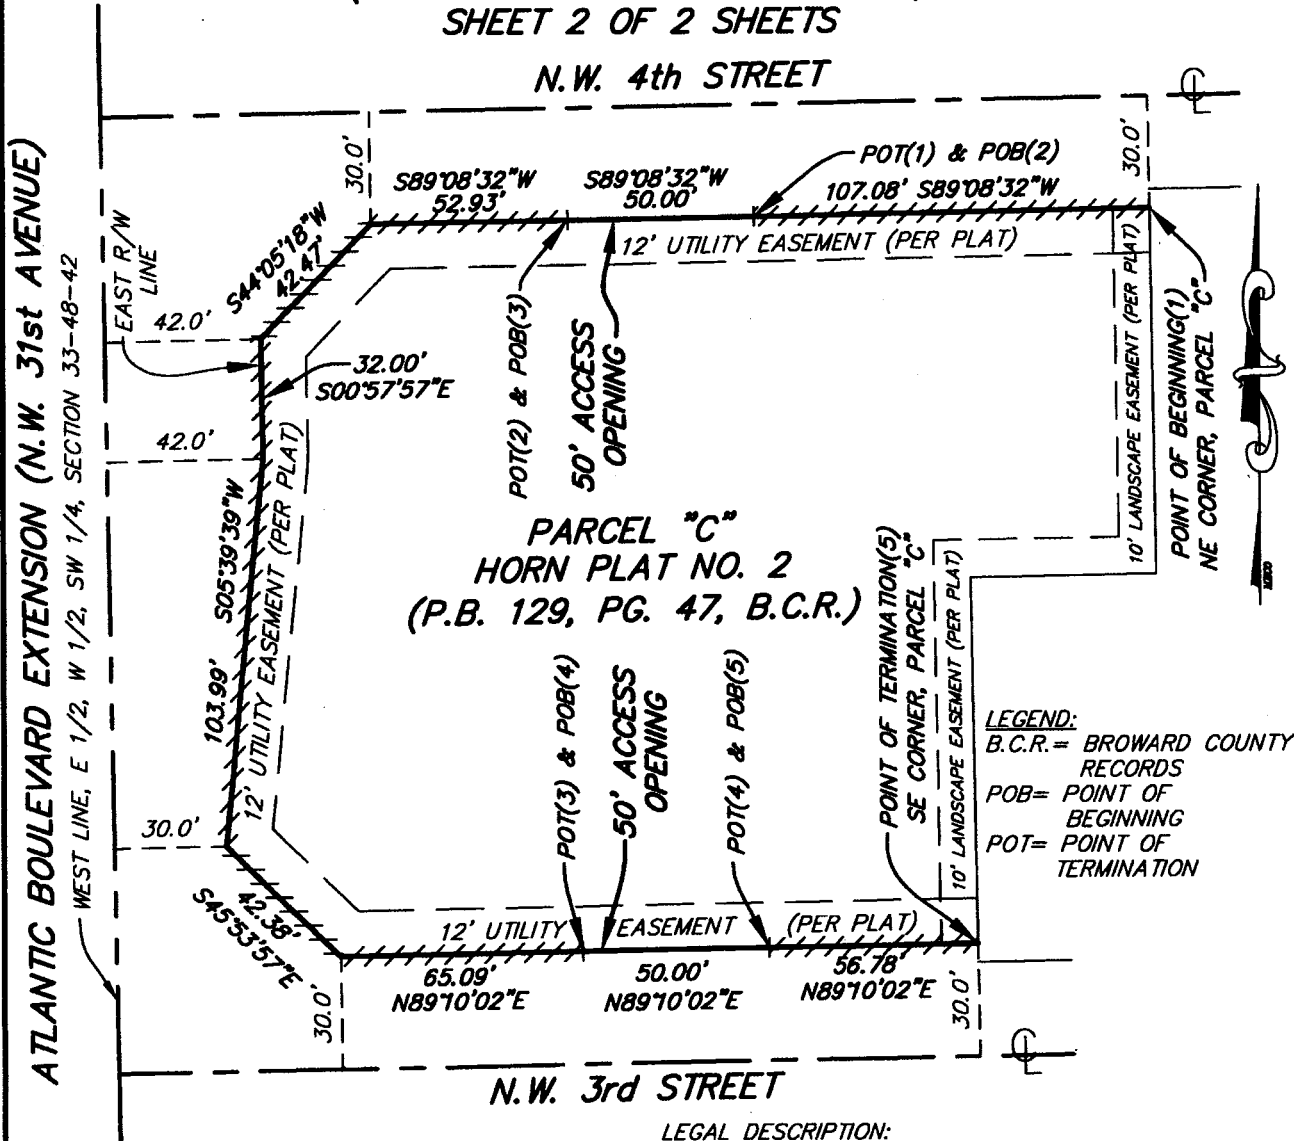 SHEET 2 OF 2 SHEETS
N.W. 4th STREET
℄
30.0'
S89°08'32"W
52.93'
S89°08'32"W
50.00'
POT(1) & POB(2)
107.08' S89°08'32"W
30.0'
12' UTILITY EASEMENT (PER PLAT)
S44°05'18"W
42.47'
EAST R/W
LINE
42.0'
32.00'
S00°57'57"E
42.0'
POT(2) & POB(3)
50' ACCESS
OPENING
10' LANDSCAPE EASEMENT (PER PLAT)
POINT OF BEGINNING(1)
NE CORNER, PARCEL "C"
ATLANTIC BOULEVARD EXTENSION (N.W. 31st AVENUE)
WEST LINE, E 1/2, W 1/2, SW 1/4, SECTION 33-48-42
S05°39'39"W
103.99'
12' UTILITY EASEMENT (PER PLAT)
PARCEL "C"
HORN PLAT NO. 2
(P.B. 129, PG. 47, B.C.R.)
POINT OF TERMINATION(5)
SE CORNER, PARCEL "C"
10' LANDSCAPE EASEMENT (PER PLAT)
POT(3) & POB(4)
50' ACCESS
OPENING
POT(4) & POB(5)
LEGEND:
B.C.R.= BROWARD COUNTY
RECORDS
POB= POINT OF
BEGINNING
POT= POINT OF
TERMINATION
30.0'
42.38'
S45°53'57"E
12' UTILITY EASEMENT (PER PLAT)
65.09'
N89°10'02"E
50.00'
N89°10'02"E
56.78'
N89°10'02"E
30.0'
30.0'
℄
N.W. 3rd STREET
LEGAL DESCRIPTION: